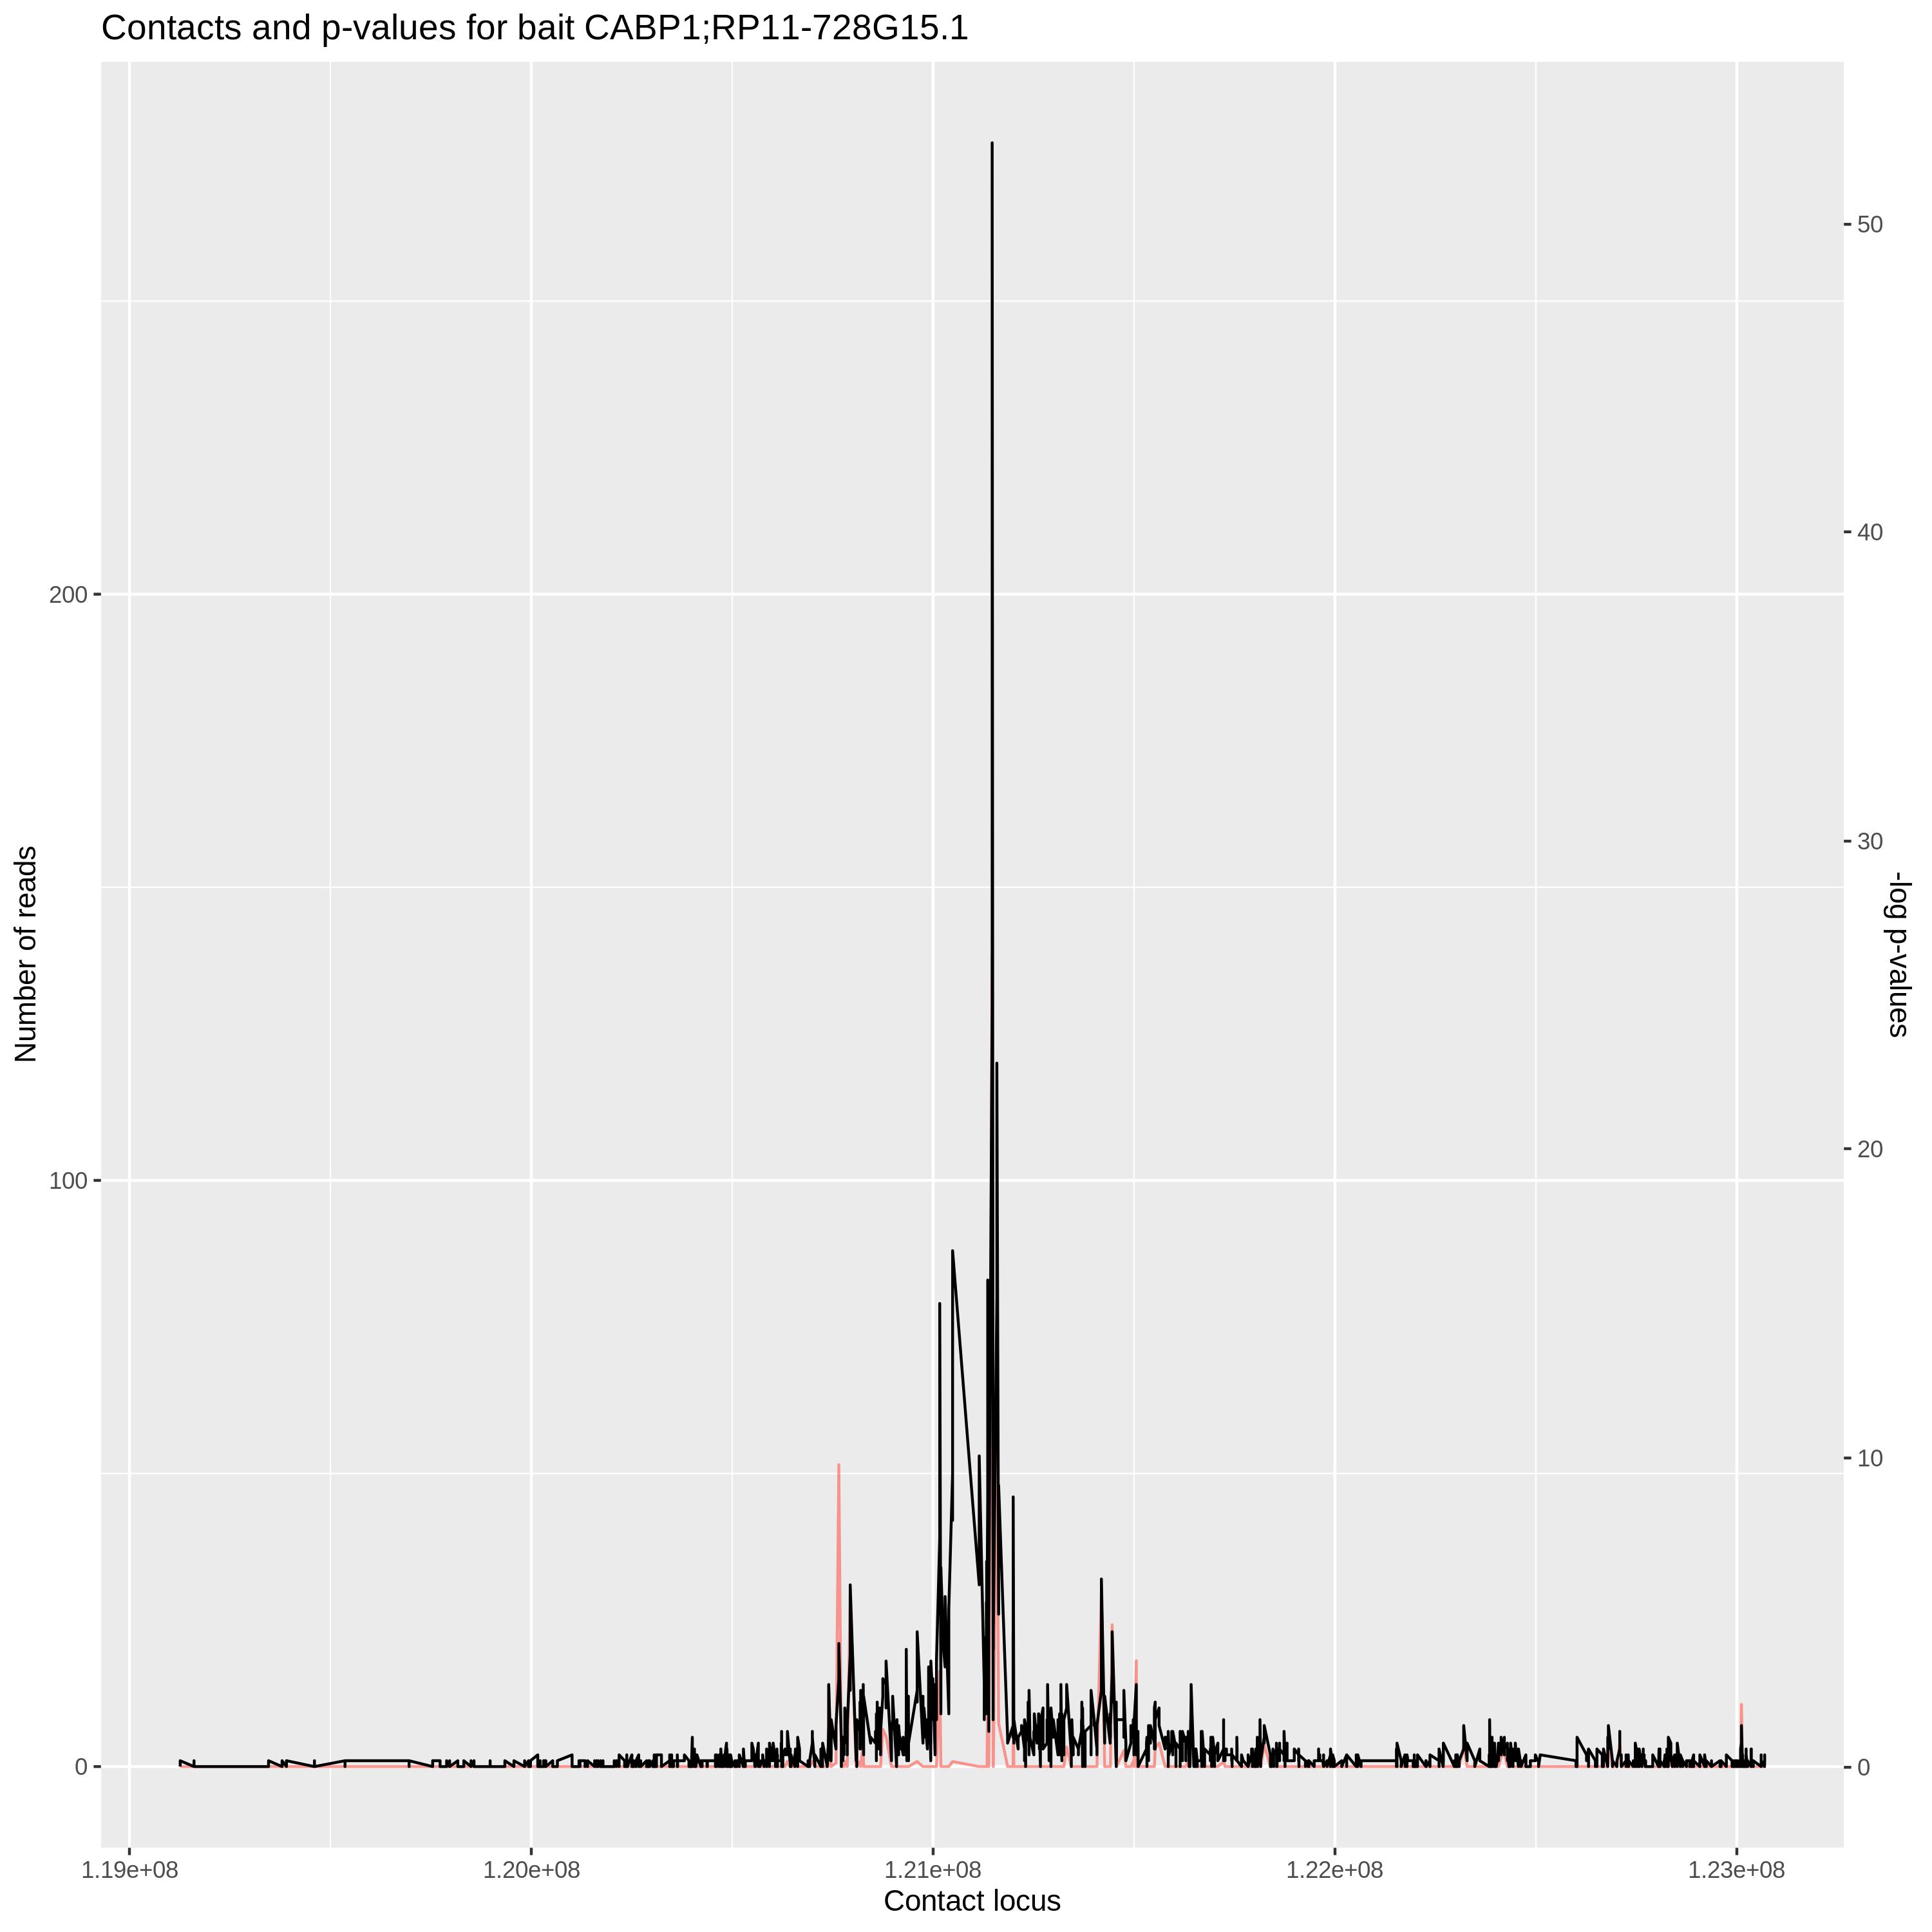 Contacts and p-values for bait CABP1;RP11-728G15.1
200
100
0
Number of reads
50
40
30
20
10
0
-log p-values
1.19e+08
1.20e+08
1.21e+08
1.22e+08
1.23e+08
Contact locus